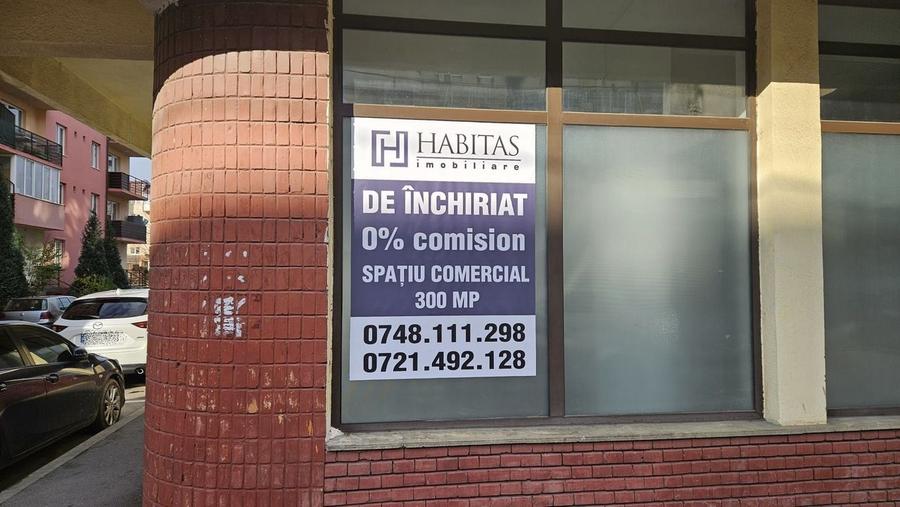 HABITAS
imobiliare
DE ÎNCHIRIAT
0% comision
SPAȚIU COMERCIAL
300 MP
0748.111.298
0721.492.128